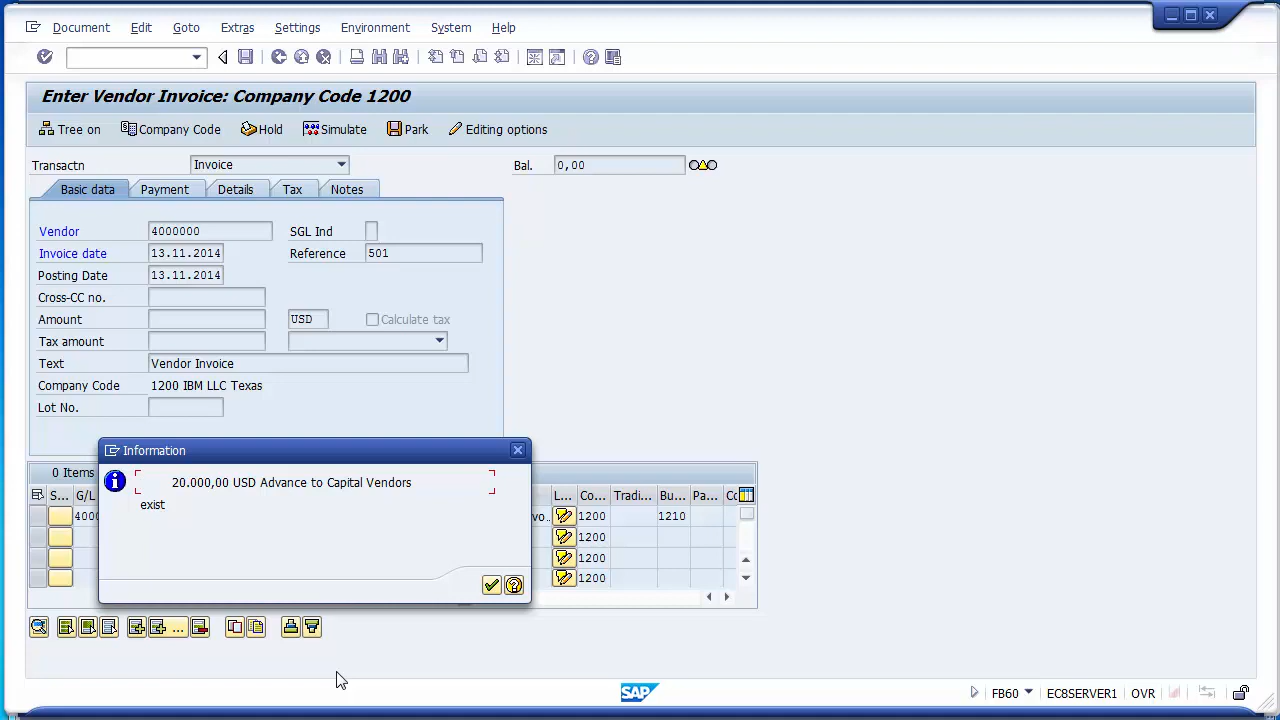 Document Edit Goto Extras Settings Environment System Help
Enter Vendor Invoice: Company Code 1200
Tree on Company Code Hold Simulate Park Editing options
Transactn Invoice Bal. 0,00
Basic data Payment Details Tax Notes
Vendor 4000000 SGL Ind
Invoice date 13.11.2014 Reference 501
Posting Date 13.11.2014
Cross-CC no.
Amount USD Calculate tax
Tax amount
Text Vendor Invoice
Company Code 1200 IBM LLC Texas
Lot No.
Information
0 Items
20.000,00 USD Advance to Capital Vendors
exist
S... G/L L... Co... Tradi... Bu... Pa... Cc
4000 vo.. 1200 1210
1200
1200
1200
...
SAP FB60 EC8SERVER1 OVR